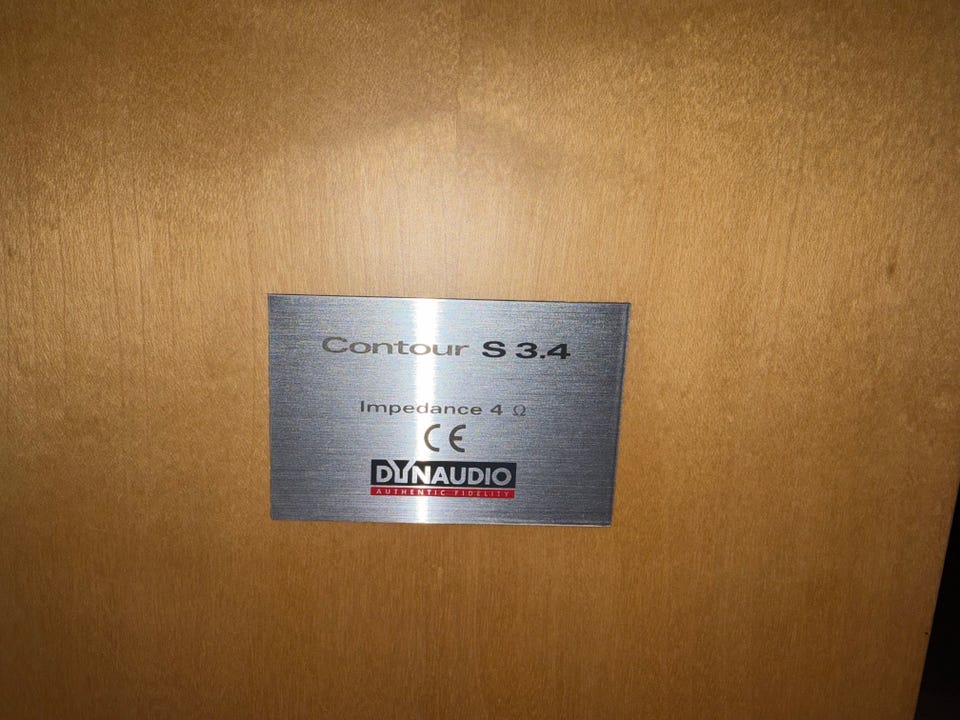 Contour S 3.4
Impedance 4 Ω
CE
DYNAUDIO
AUTHENTIC FIDELITY